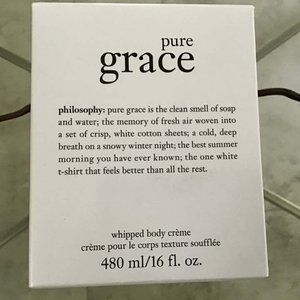 pure
grace
philosophy: pure grace is the clean smell of soap
and water; the memory of fresh air woven into
a set of crisp, white cotton sheets; a cold, deep
breath on a snowy winter night; the best summer
morning you have ever known; the one white
t-shirt that feels better than all the rest.
whipped body crème
crème pour le corps texture soufflée
480 ml/16 fl. oz.